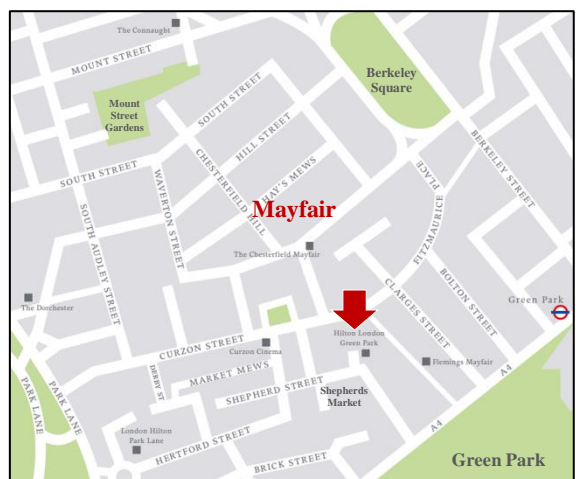 The Connaught
MOUNT STREET
Berkeley
Square
Mount
Street
Gardens
SOUTH STREET
HILL STREET
BERKELEY STREET
CHESTERFIELD HILL
HAY'S MEWS
SOUTH STREET
WAVERTON STREET
FITZMAURICE PLACE
Mayfair
SOUTH AUDLEY STREET
The Chesterfield Mayfair
BOLTON STREET
The Dorchester
CLARGES STREET
Green Park
Hilton London
Green Park
CURZON STREET
Curzon Cinema
Flemings Mayfair
DERBY ST
MARKET MEWS
A4
PARK LANE
PARK LANE
SHEPHERD STREET
Shepherds
Market
London Hilton
Park Lane
HERTFORD STREET
A4
BRICK STREET
Green Park